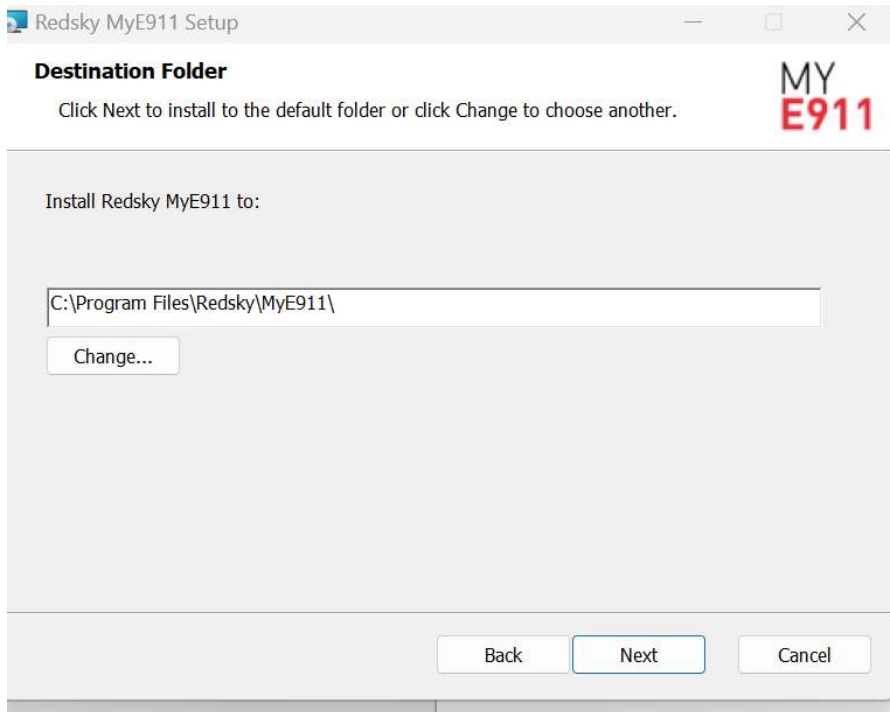 Redsky MyE911 Setup
Destination Folder
Click Next to install to the default folder or click Change to choose another.
MY
E911
Install Redsky MyE911 to:
C:\Program Files\Redsky\MyE911\
Change...
Back
Next
Cancel